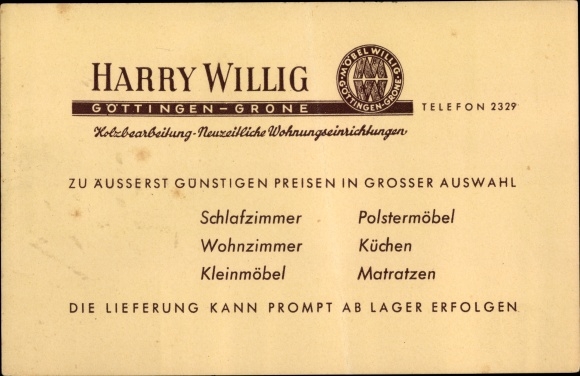 HARRY WILLIG
MÖBEL WILLIG
GÖTTINGEN-GRONE
GÖTTINGEN-GRONE
TELEFON 2329
Holzbearbeitung-Neuzeitliche Wohnungseinrichtungen
ZU ÄUSSERST GÜNSTIGEN PREISEN IN GROSSER AUSWAHL
Schlafzimmer Polstermöbel
Wohnzimmer Küchen
Kleinmöbel Matratzen
DIE LIEFERUNG KANN PROMPT AB LAGER ERFOLGEN